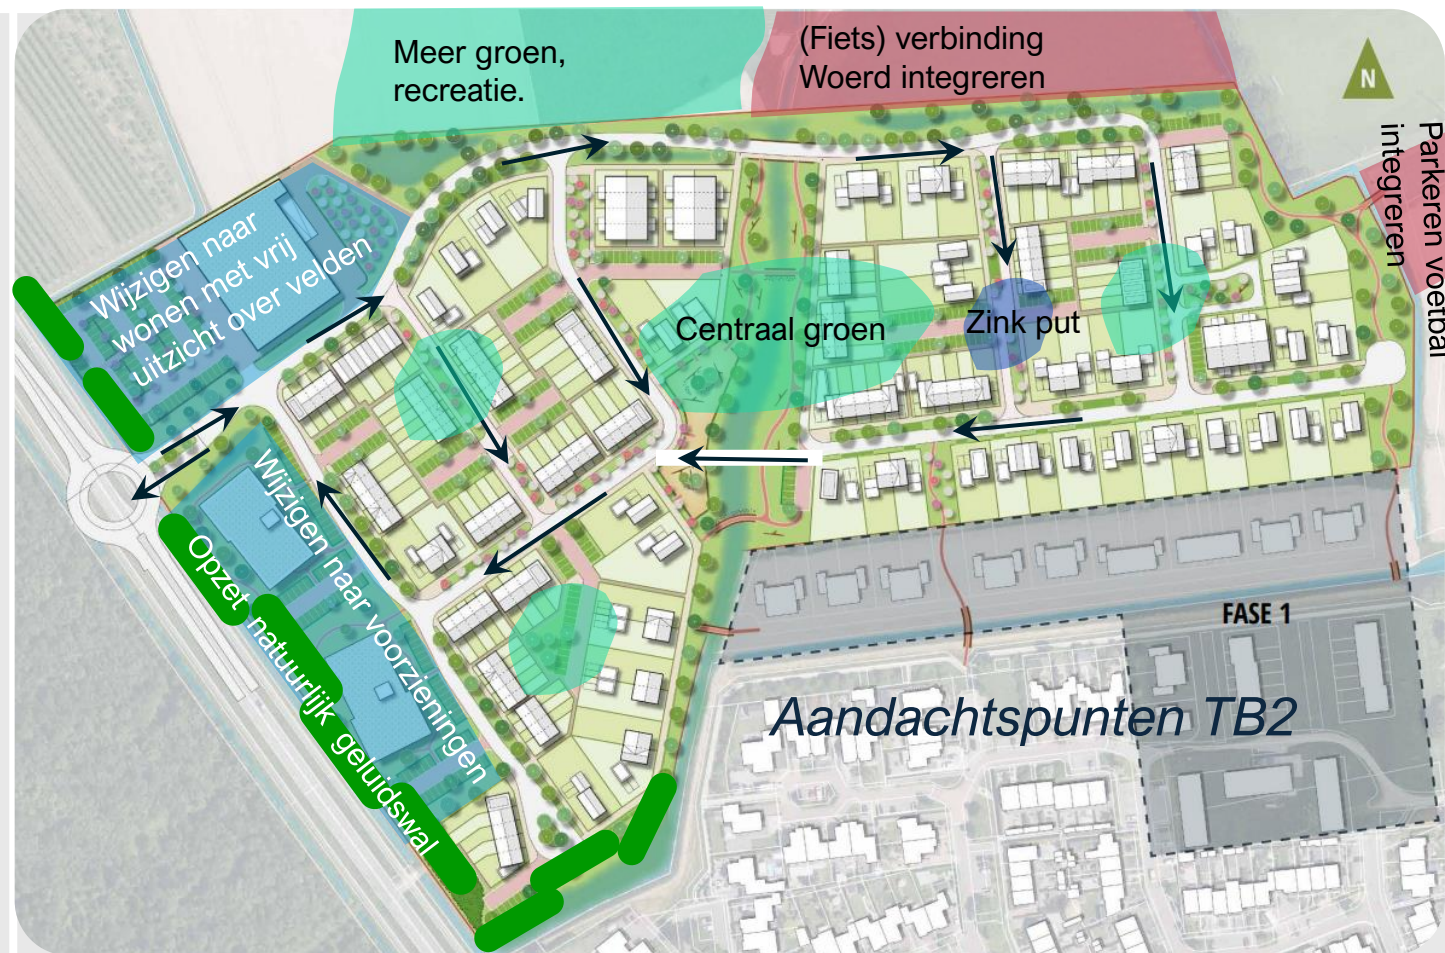 Meer groen,
recreatie.
(Fiets) verbinding
Woerd integreren
N
Parkeren voetbal
integreren
Wijzigen naar
wonen met vrij
uitzicht over velden
Centraal groen
Zink put
Wijzigen naar voorzieningen
Opzet natuurlijk geluidswal
FASE 1
Aandachtspunten TB2